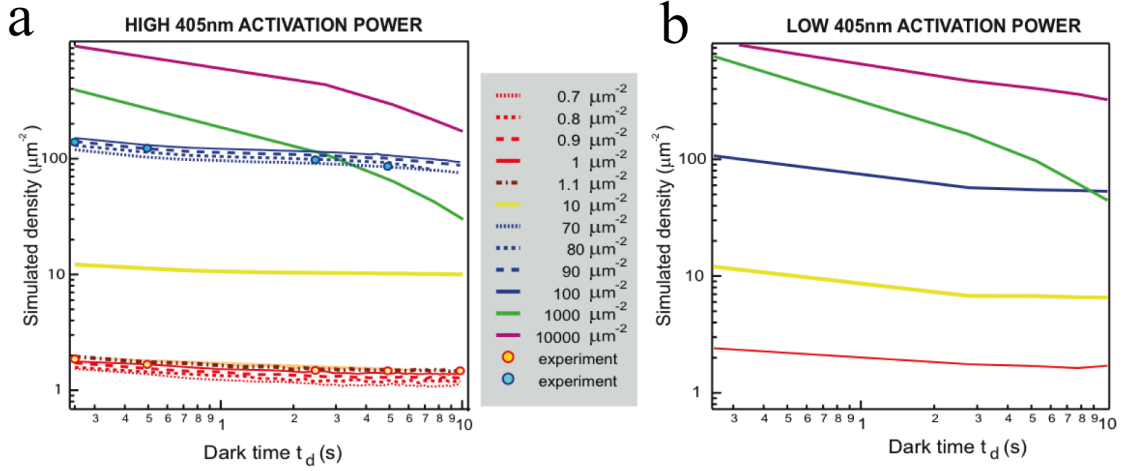 a
HIGH 405nm ACTIVATION POWER
Simulated density (μm⁻²)
100
10
1
3 4 5 6 7 8 9 1 2 3 4 5 6 7 8 9 10
Dark time t d (s)
0.7 μm⁻²
0.8 μm⁻²
0.9 μm⁻²
1 μm⁻²
1.1 μm⁻²
10 μm⁻²
70 μm⁻²
80 μm⁻²
90 μm⁻²
100 μm⁻²
1000 μm⁻²
10000 μm⁻²
experiment
experiment
b
LOW 405nm ACTIVATION POWER
Simulated density (μm⁻²)
100
10
1
3 4 5 6 7 8 9 1 2 3 4 5 6 7 8 9 10
Dark time t d (s)